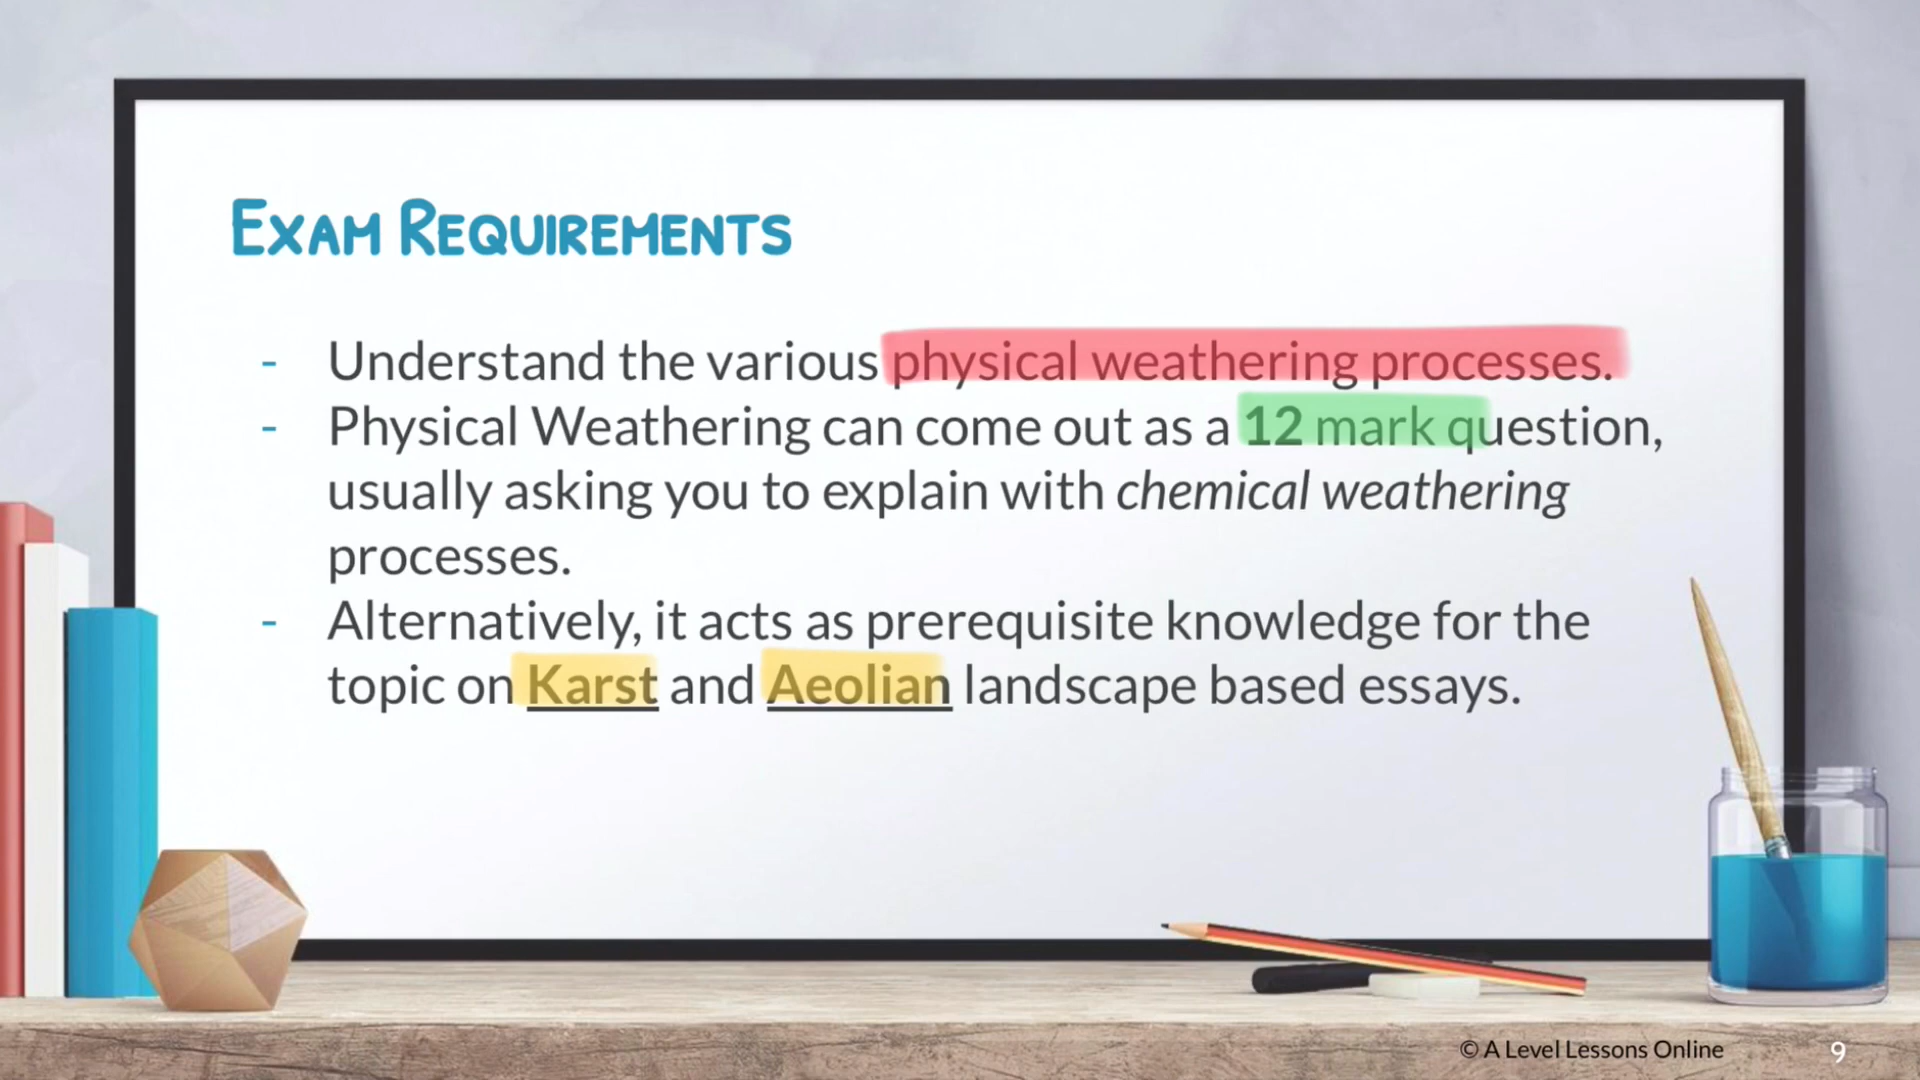 Exam Requirements
- Understand the various physical weathering processes.
- Physical Weathering can come out as a 12 mark question,
usually asking you to explain with chemical weathering
processes.
- Alternatively, it acts as prerequisite knowledge for the
topic on Karst and Aeolian landscape based essays.
© A Level Lessons Online
9